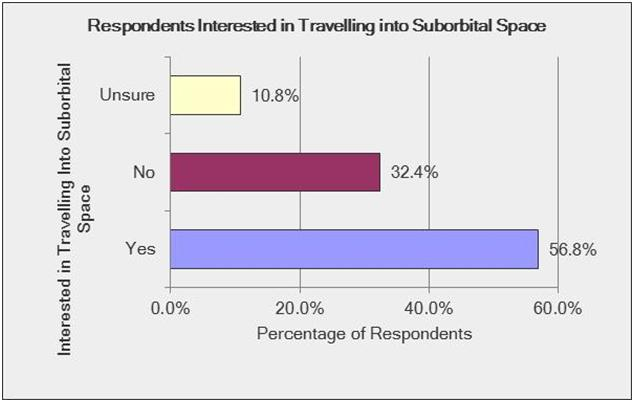 Respondents Interested in Travelling into Suborbital Space
Interested in Travelling Into Suborbital
Space
Unsure
10.8%
No
32.4%
Yes
56.8%
0.0%
20.0%
40.0%
60.0%
Percentage of Respondents